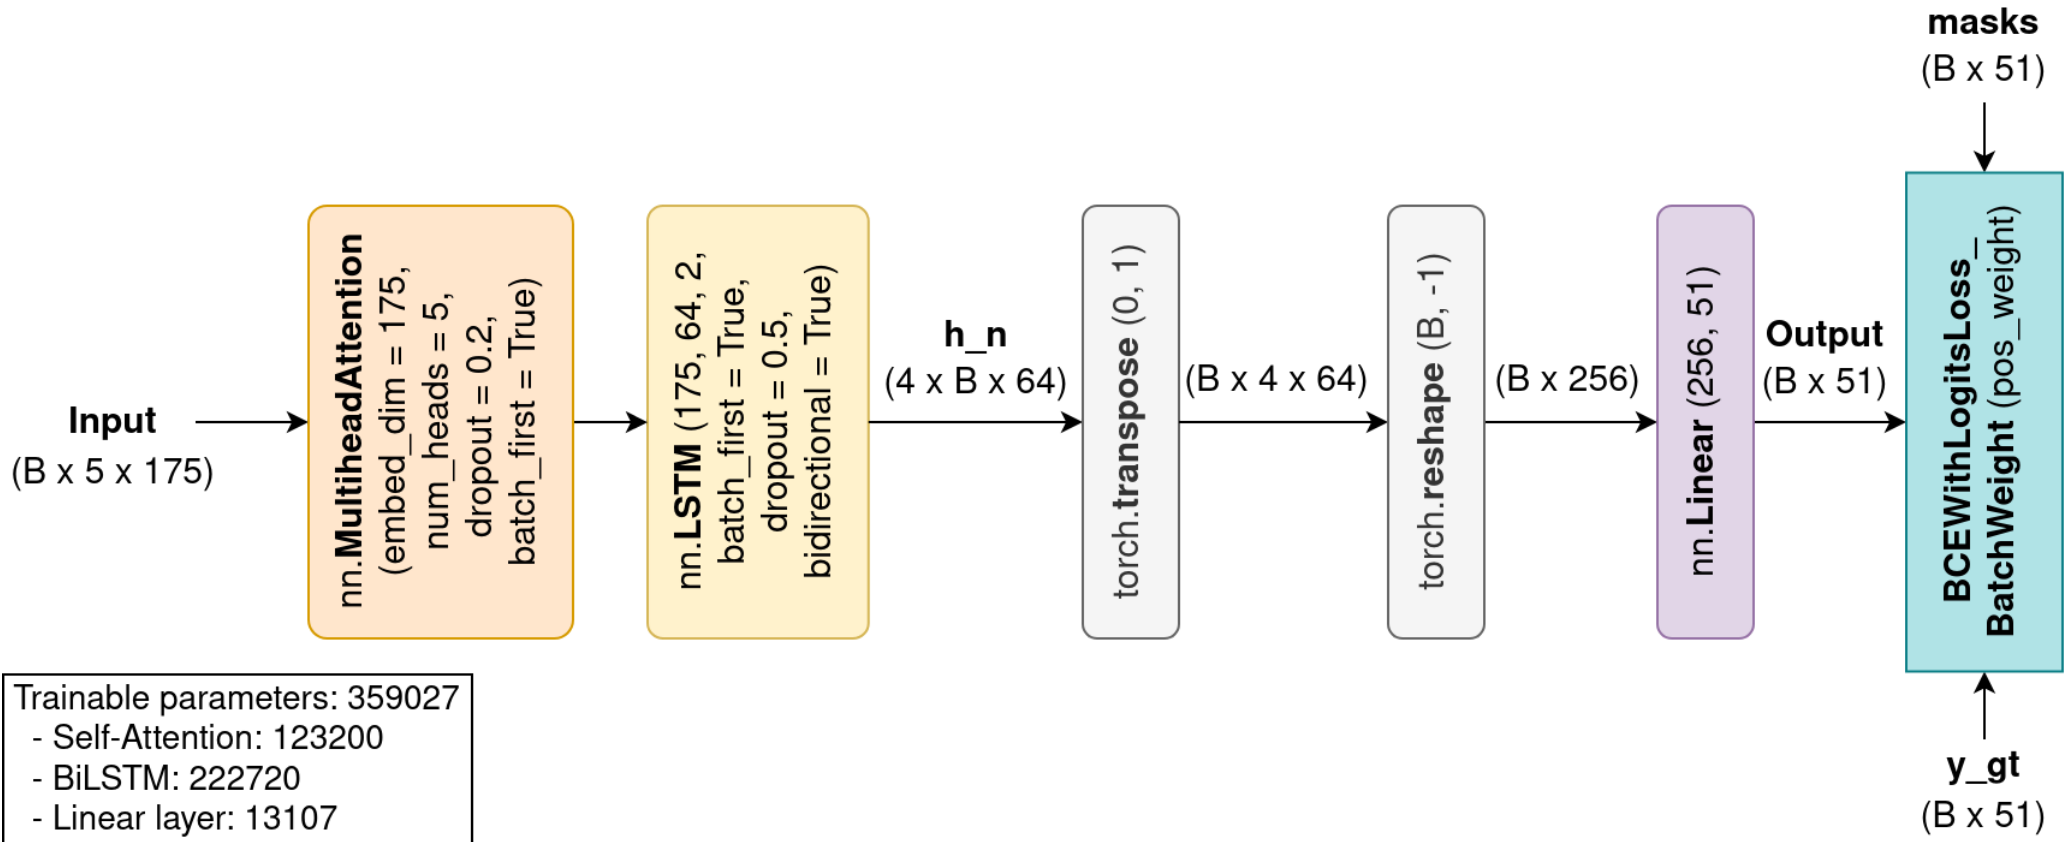 Input
(B x 5 x 175)
nn.MultiheadAttention
(embed_dim = 175,
num_heads = 5,
dropout = 0.2,
batch_first = True)
nn.LSTM (175, 64, 2,
batch_first = True,
dropout = 0.5,
bidirectional = True)
h_n
(4 x B x 64)
torch.transpose (0, 1)
(B x 4 x 64)
torch.reshape (B, -1)
(B x 256)
nn.Linear (256, 51)
Output
(B x 51)
masks
(B x 51)
BCEWithLogitsLoss_
BatchWeight (pos_weight)
y_gt
(B x 51)
Trainable parameters: 359027
- Self-Attention: 123200
- BiLSTM: 222720
- Linear layer: 13107